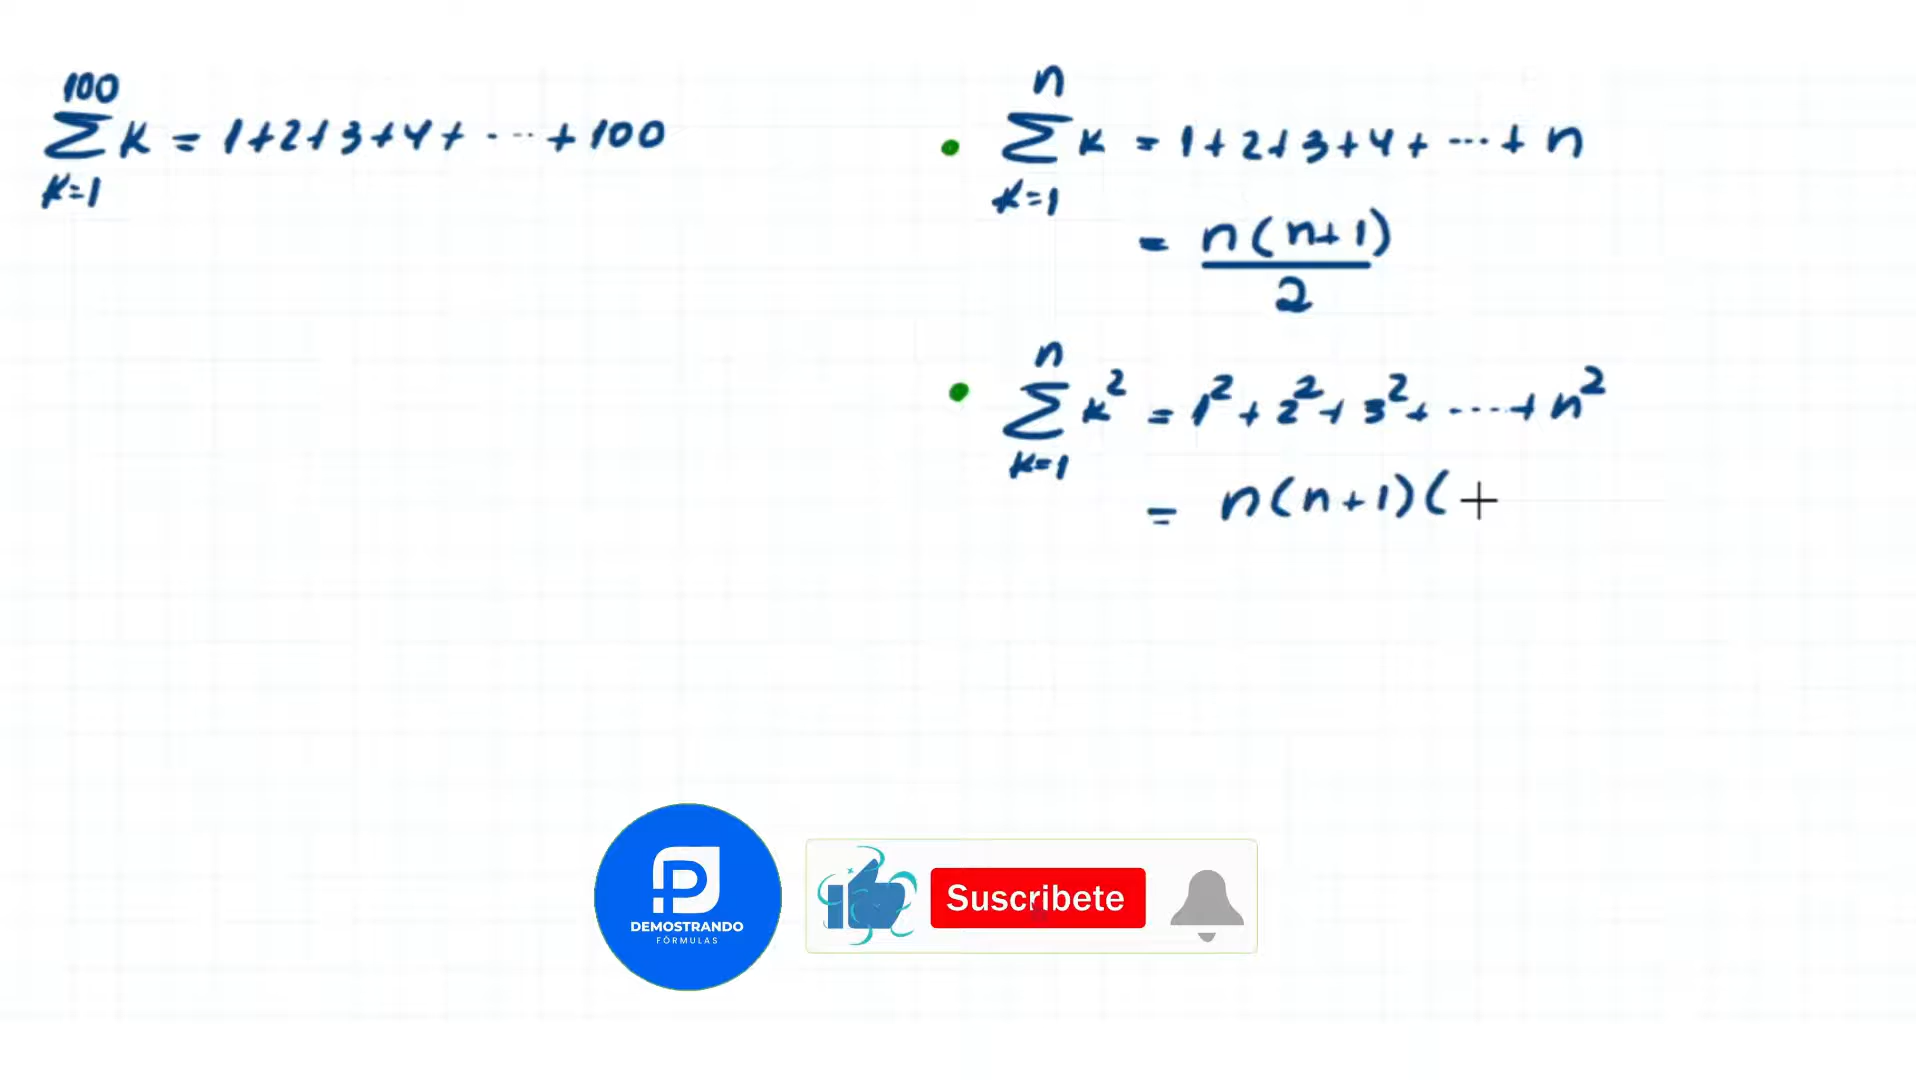 100
∑ k = 1+2+3+4+ ... +100
k=1
n
• ∑ k = 1+2+3+4+ ... + n
k=1
= n(n+1)
2
n
• ∑ k² = 1² + 2² + 3² + .... + n²
k=1
= n(n+1)(
DEMOSTRANDO
FÓRMULAS
Suscribete